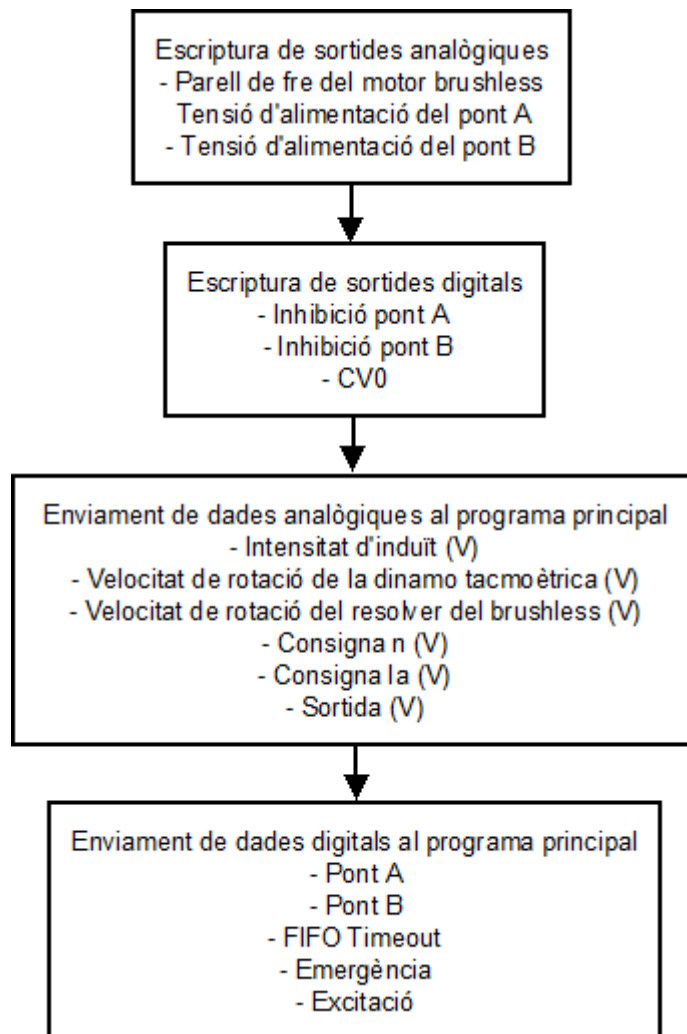 Escriptura de sortides analògiques
- Parell de fre del motor brushless
Tensió d'alimentació del pont A
- Tensió d'alimentació del pont B
Escriptura de sortides digitals
- Inhibició pont A
- Inhibició pont B
- CV0
Enviament de dades analògiques al programa principal
- Intensitat d'induït (V)
- Velocitat de rotació de la dinamo tacmoètrica (V)
- Velocitat de rotació del resolver del brushless (V)
- Consigna n (V)
- Consigna Ia (V)
- Sortida (V)
Enviament de dades digitals al programa principal
- Pont A
- Pont B
- FIFO Timeout
- Emergència
- Excitació